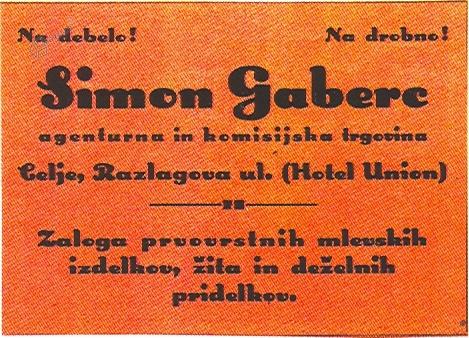 Na debelo! Na drobno!
Simon Gaberc
agenturna in komisijska trgovina
Celje, Razlagova ul. (Hotel Union)
Zaloga prvovrstnih mlevskih
izdelkov, žita in deželnih
pridelkov.